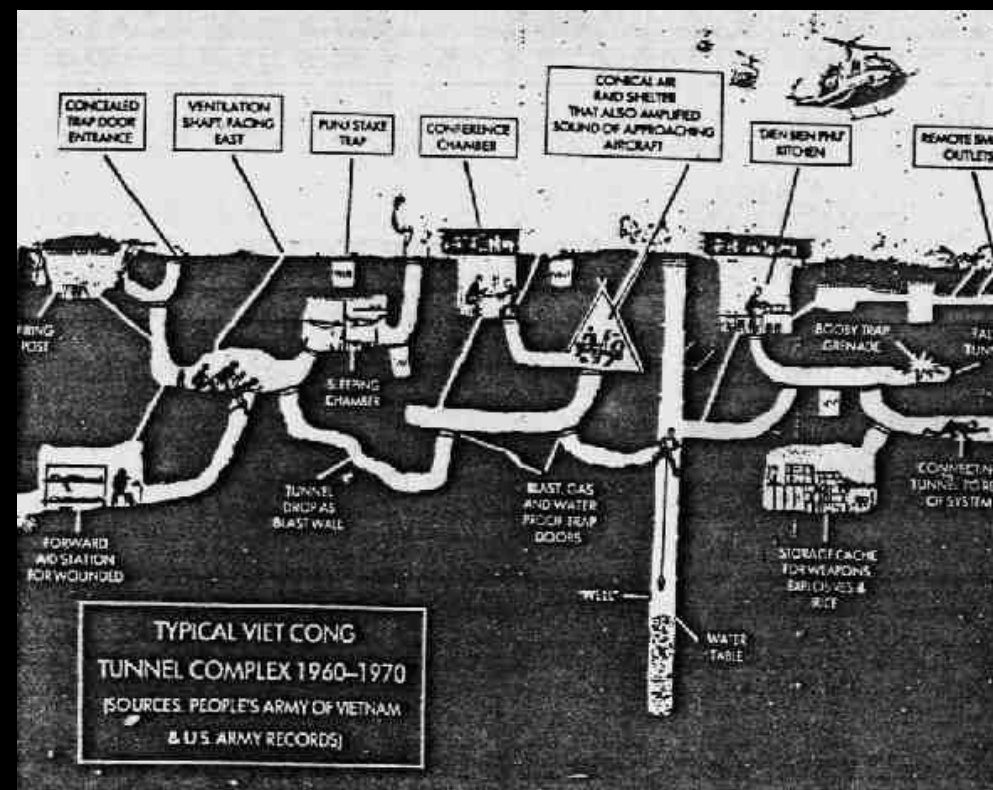 CONCEALED
TRAP DOOR
ENTRANCE
VENTILATION
SHAFT, FACING
EAST
PUNJI STAKE
TRAP
CONFERENCE
CHAMBER
CONICAL AIR
RAID SHELTER
THAT ALSO AMPLIFIED
SOUND OF APPROACHING
AIRCRAFT
'DIEN BIEN PHU'
KITCHEN
REMOTE
OUTLETS
POST
SLEEPING
CHAMBER
BOOBY TRAP
GRENADE
FORWARD
AID STATION
FOR WOUNDED
TUNNEL
DROP AS
BLAST WALL
BLAST, GAS
AND WATER
PROOF TRAP
DOORS
"WELL"
WATER
TABLE
STORAGE CACHE
FOR WEAPONS
EXPLOSIVES &
RICE
TUNNEL TO
OF SYSTEM
TYPICAL VIET CONG
TUNNEL COMPLEX 1960–1970
(SOURCES. PEOPLE'S ARMY OF VIETNAM
& U.S. ARMY RECORDS)